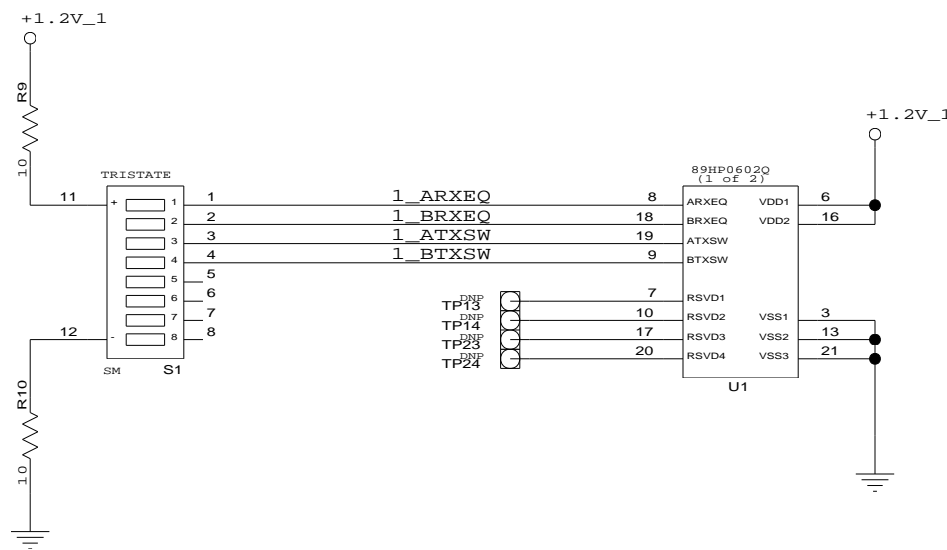 +1.2V_1
R9
10
TRISTATE
11
+
1
2
3
4
5
6
7
8
12
-
1
2
3
4
5
6
7
8
SM
S1
R10
10
1_ARXEQ
1_BRXEQ
1_ATXSW
1_BTXSW
DNP
TP13
DNP
TP14
DNP
TP23
DNP
TP24
+1.2V_1
89HP0602Q
(1 of 2)
8 ARXEQ VDD1 6
18 BRXEQ VDD2 16
19 ATXSW
9 BTXSW
7 RSVD1
10 RSVD2 VSS1 3
17 RSVD3 VSS2 13
20 RSVD4 VSS3 21
U1